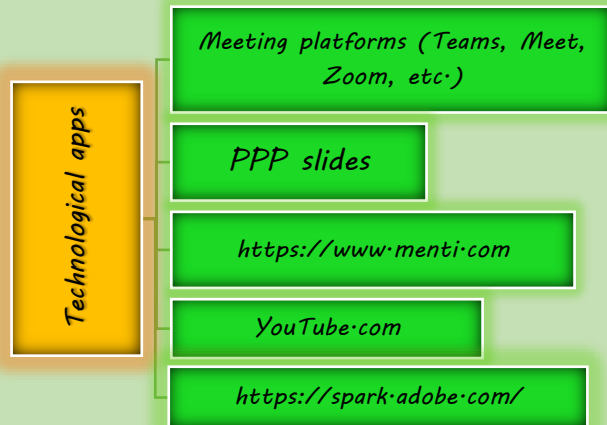 Technological apps
Meeting platforms (Teams, Meet,
Zoom, etc.)
PPP slides
https://www.menti.com
YouTube.com
https://spark.adobe.com/